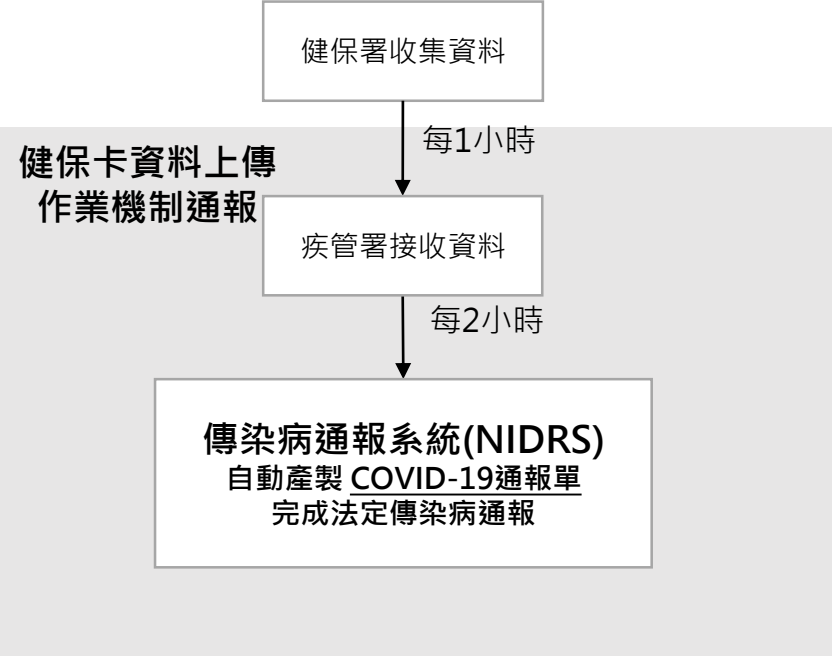 健保署收集資料
每1小時
健保卡資料上傳
作業機制通報
疾管署接收資料
每2小時
傳染病通報系統(NIDRS)
自動產製 COVID-19通報單
完成法定傳染病通報